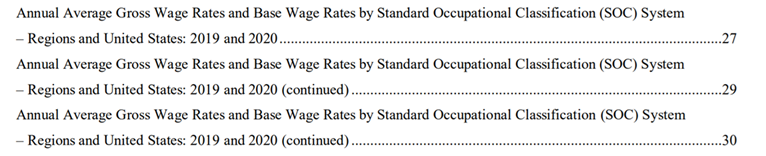 Annual Average Gross Wage Rates and Base Wage Rates by Standard Occupational Classification (SOC) System
– Regions and United States: 2019 and 2020....................................................................................................................27
Annual Average Gross Wage Rates and Base Wage Rates by Standard Occupational Classification (SOC) System
– Regions and United States: 2019 and 2020 (continued)................................................................................................29
Annual Average Gross Wage Rates and Base Wage Rates by Standard Occupational Classification (SOC) System
– Regions and United States: 2019 and 2020 (continued)................................................................................................30